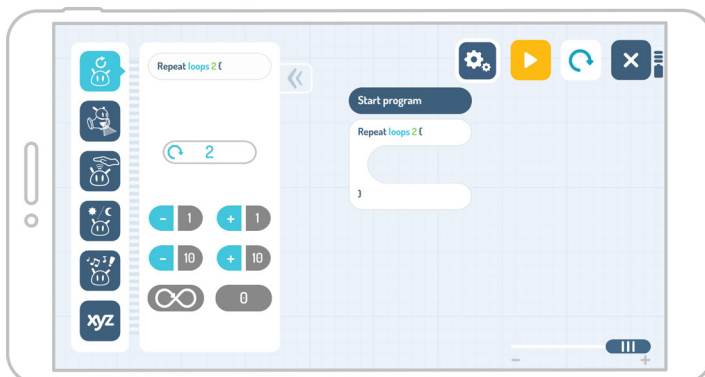 Repeat loops 2 {
2
- 1
+ 1
- 10
+ 10
0
xyz
Start program
Repeat loops 2 {
}
- +